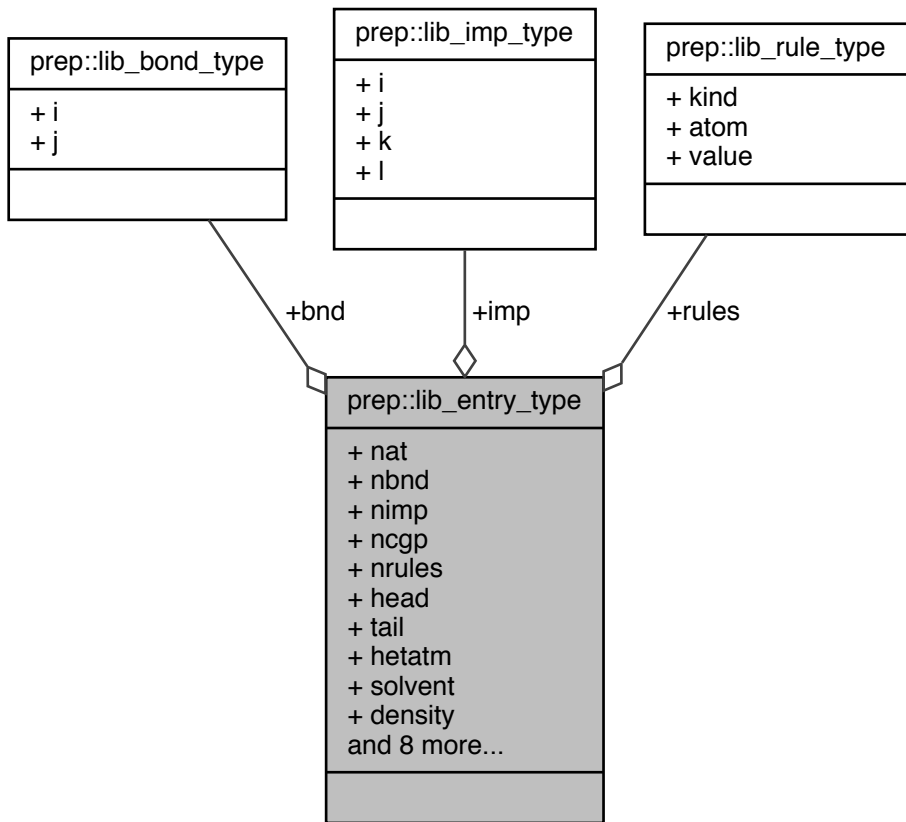 prep::lib_bond_type
+ i
+ j
prep::lib_imp_type
+ i
+ j
+ k
+ l
prep::lib_rule_type
+ kind
+ atom
+ value
+bnd
+imp
+rules
prep::lib_entry_type
+ nat
+ nbnd
+ nimp
+ ncgp
+ nrules
+ head
+ tail
+ hetatm
+ solvent
+ density
and 8 more...